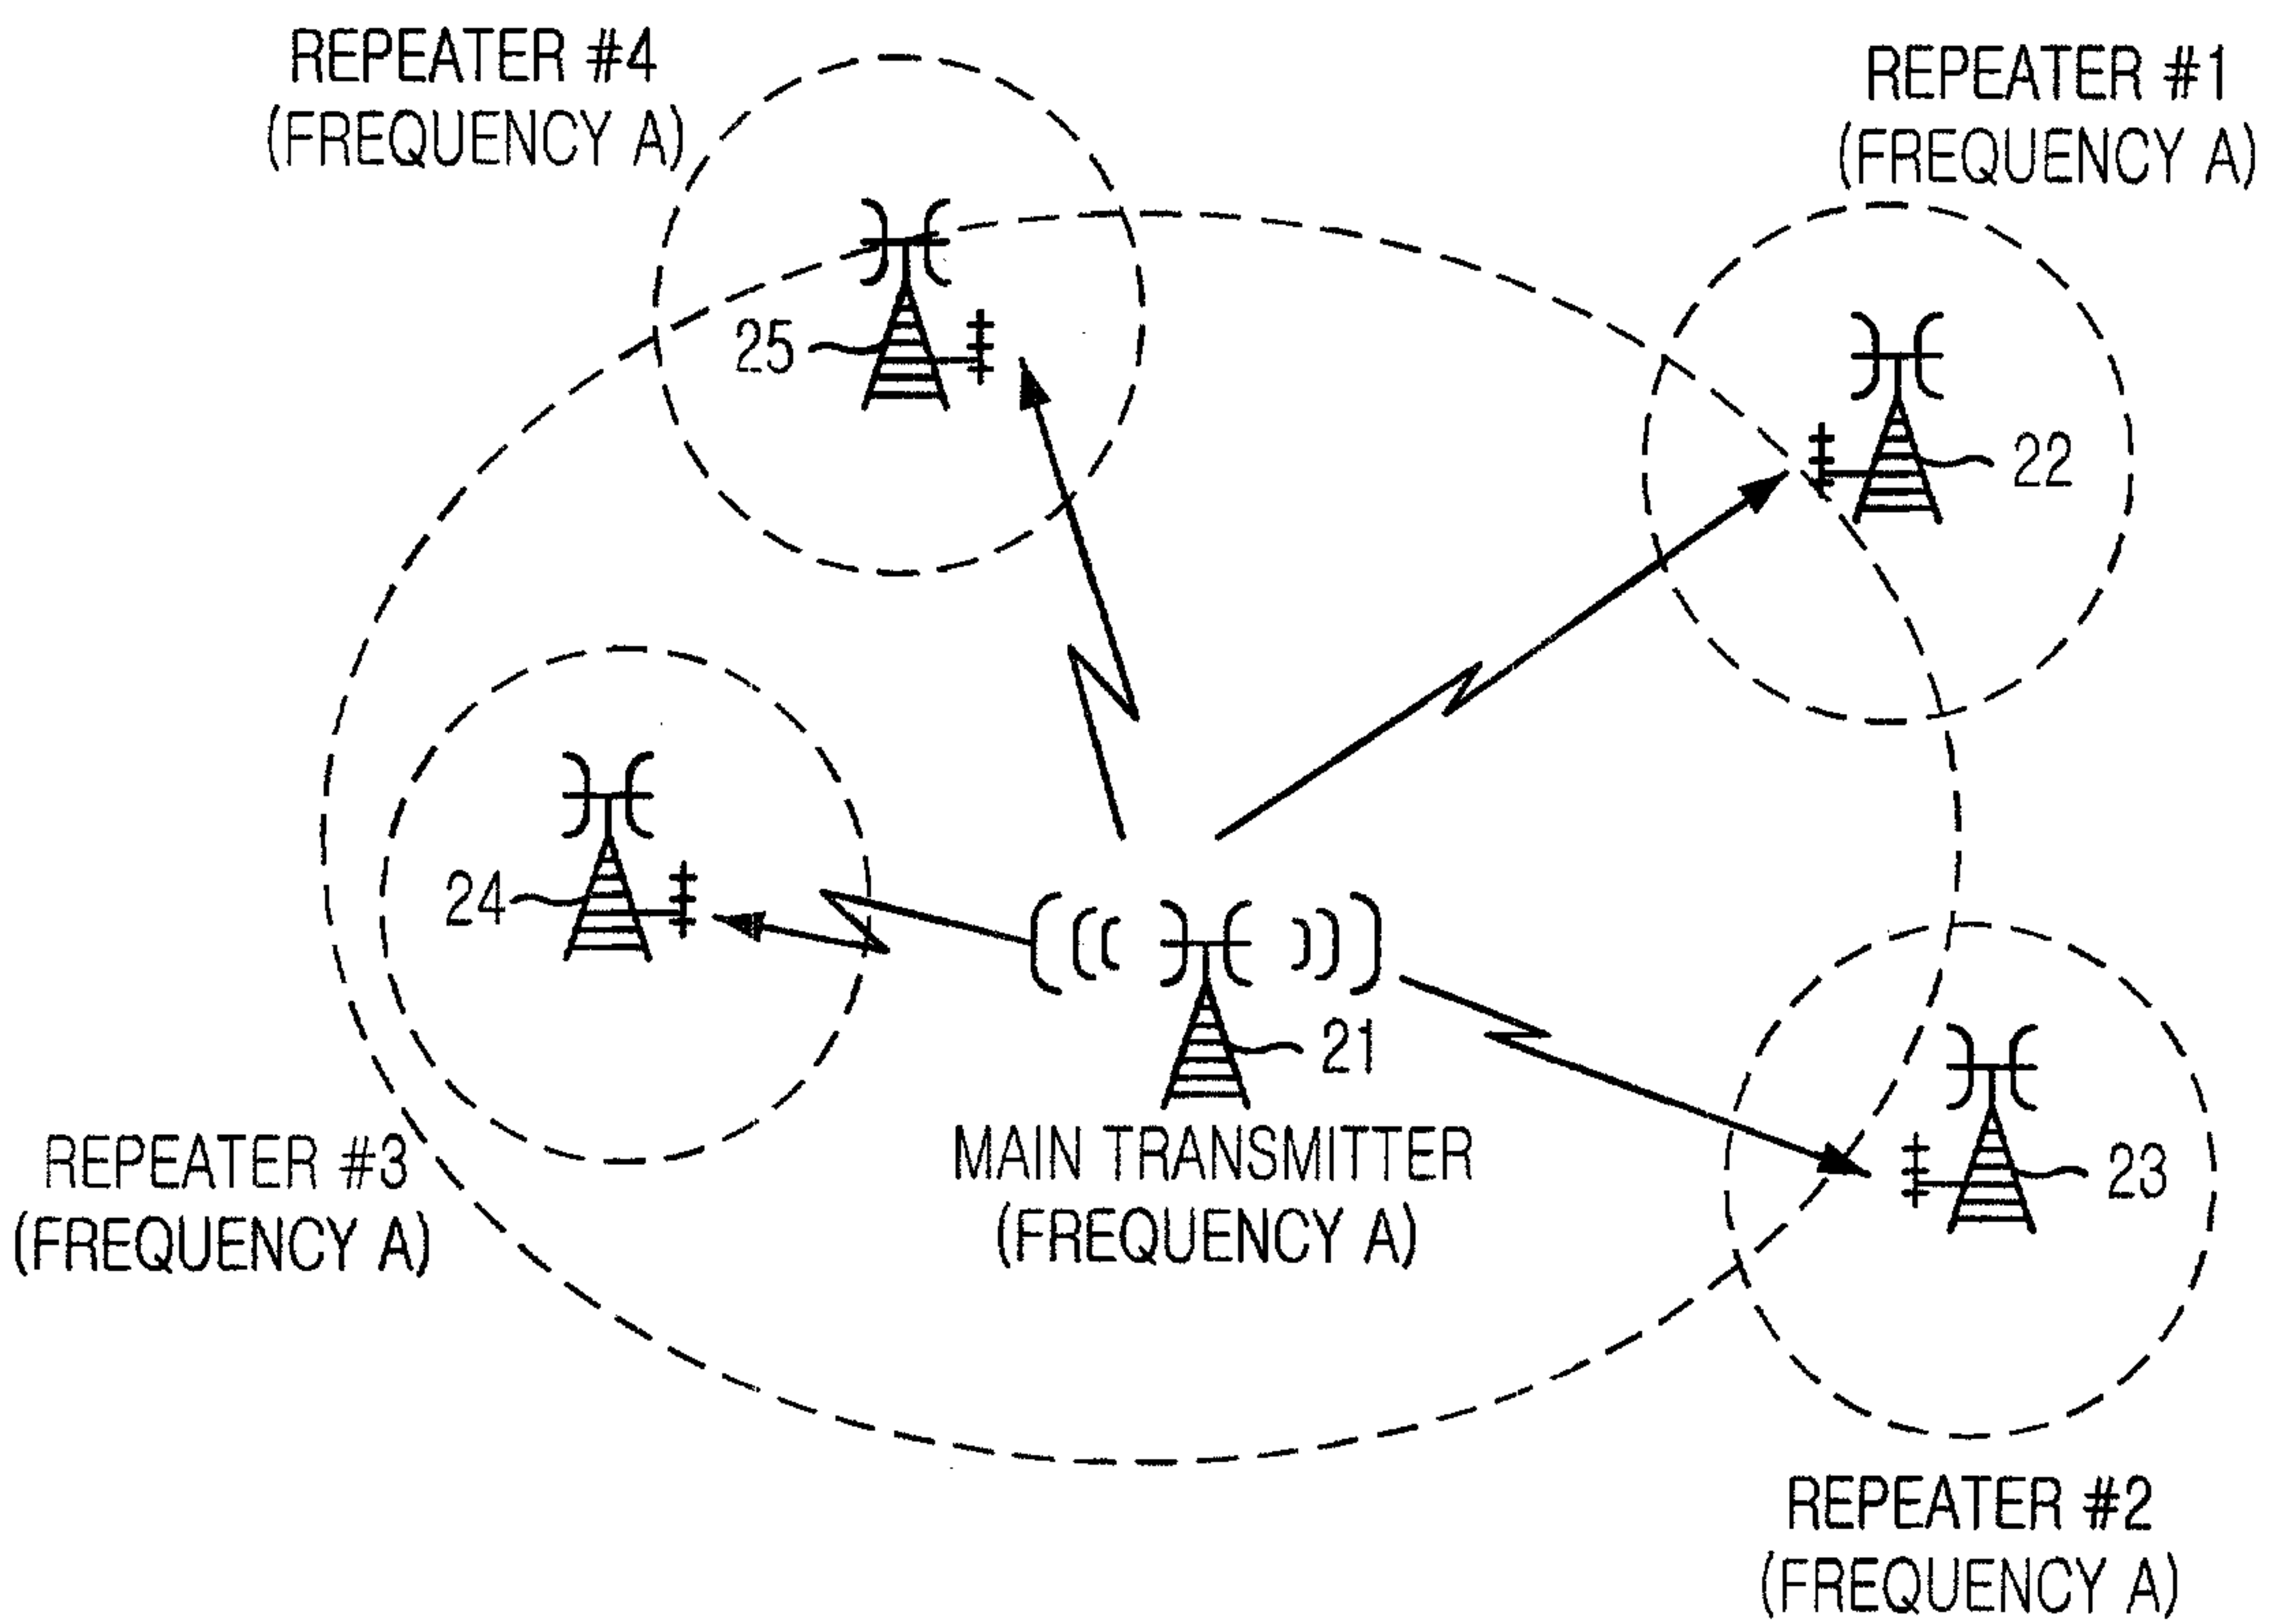 REPEATER #4
(FREQUENCY A)
REPEATER #1
(FREQUENCY A)
25
22
24
21
23
REPEATER #3
(FREQUENCY A)
MAIN TRANSMITTER
(FREQUENCY A)
REPEATER #2
(FREQUENCY A)